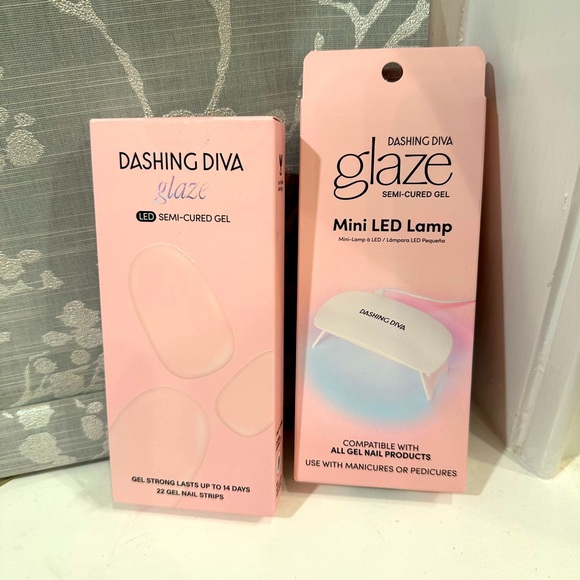 DASHING DIVA
glaze
LED SEMI-CURED GEL
GEL STRONG LASTS UP TO 14 DAYS
22 GEL NAIL STRIPS
DASHING DIVA
glaze
SEMI-CURED GEL
Mini LED Lamp
Mini-Lampe à LED / Lámpara LED Pequeña
DASHING DIVA
COMPATIBLE WITH
ALL GEL NAIL PRODUCTS
USE WITH MANICURES OR PEDICURES